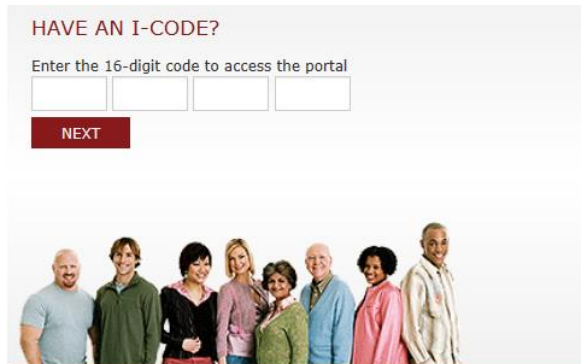 HAVE AN I-CODE?
Enter the 16-digit code to access the portal
NEXT